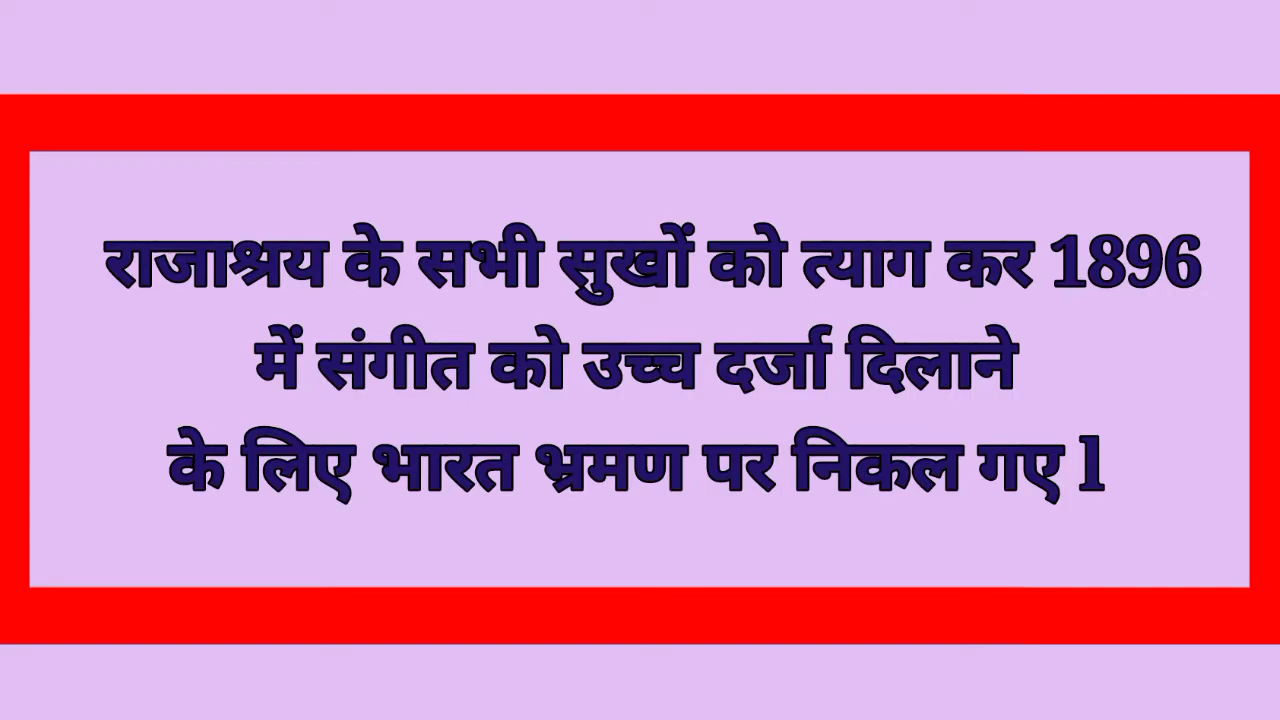 राजाश्रय के सभी सुखों को त्याग कर 1896
में संगीत को उच्च दर्जा दिलाने
के लिए भारत भ्रमण पर निकल गए l